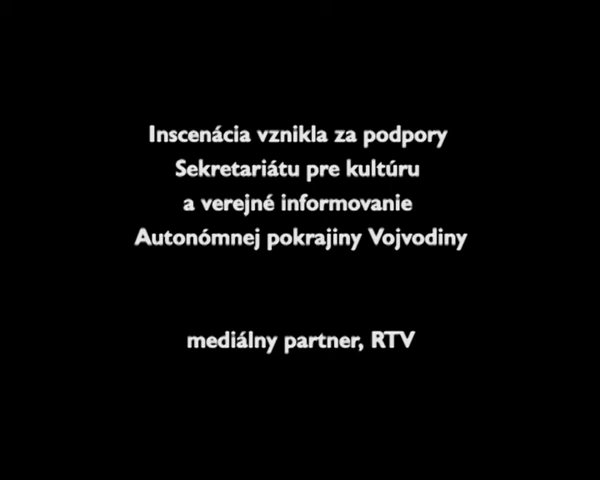 Inscenácia vznikla za podpory
Sekretariátu pre kultúru
a verejné informovanie
Autonómnej pokrajiny Vojvodiny
mediálny partner, RTV